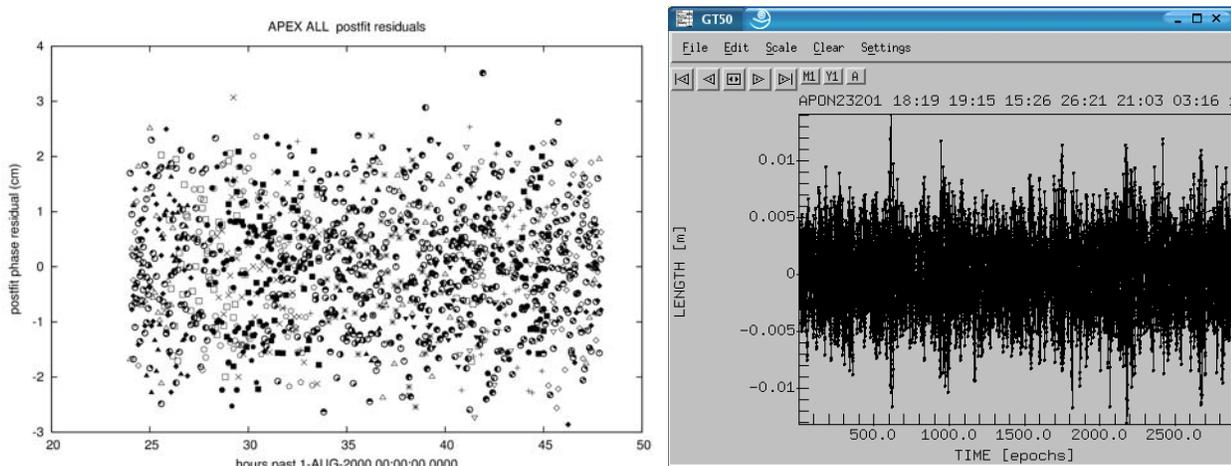 APEX ALL postfit residuals
4
3
2
1
0
-1
-2
-3
postfit phase residual (cm)
20 25 30 35 40 45 50
hours past 1-AUG-2000 00:00:00.0000
GT50
File Edit Scale Clear Settings
M1 Y1 A
APON23201 18:19 19:15 15:26 26:21 21:03 03:16
0.01
0.005
0
-0.005
-0.01
LENGTH [m]
500.0 1000.0 1500.0 2000.0 2500.0
TIME [epochs]